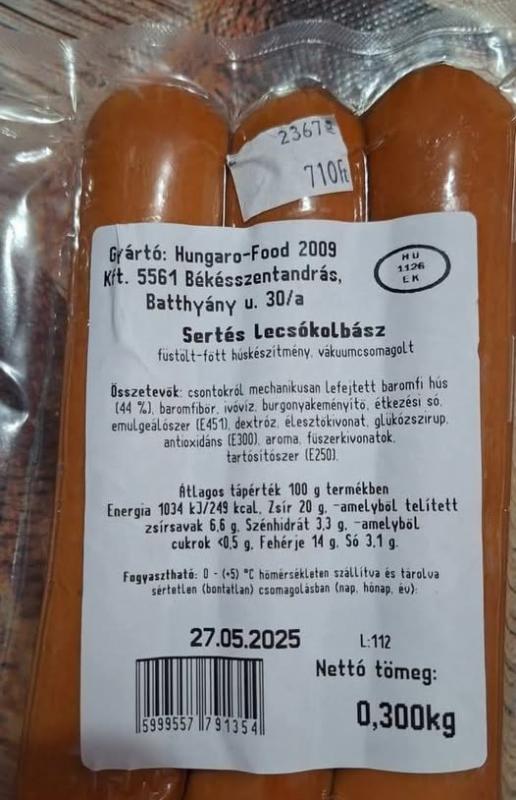 2367
710Ft
Gyártó: Hungaro-Food 2009
Kft. 5561 Békésszentandrás,
Batthyány u. 30/a
HU
1126
EK
Sertés Lecsókolbász
füstölt-főtt húskészítmény, vákuumcsomagolt
Összetevők: csontokról mechanikusan lefejtett baromfi hús
(44 %), baromfibőr, ivóvíz, burgonyakeményítő, étkezési só,
emulgeálószer (E451), dextróz, élesztőkivonat, glükózszirup,
antioxidáns (E300), aroma, fűszerkivonatok,
tartósítószer (E250).
Átlagos tápérték 100 g termékben
Energia 1034 kJ/249 kcal, Zsír 20 g, -amelyből telített
zsírsavak 6,6 g, Szénhidrát 3,3 g, -amelyből
cukrok <0,5 g, Fehérje 14 g, Só 3,1 g.
Fogyasztható: 0 - (+5) °C hőmérsékleten szállítva és tárolva
sértetlen (bontatlan) csomagolásban (nap, hónap, év):
27.05.2025
L:112
Nettó tömeg:
0,300kg
5999557 791354